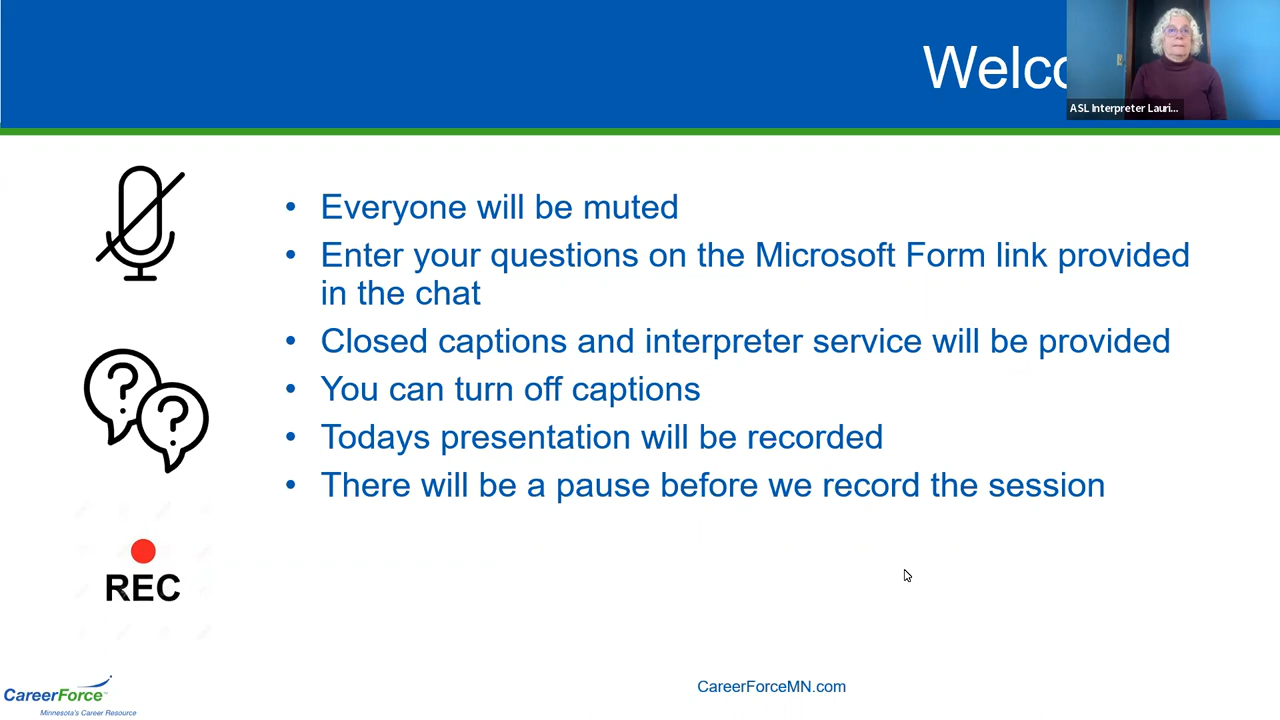 Welco
ASL Interpreter Lauri...
• Everyone will be muted
• Enter your questions on the Microsoft Form link provided
in the chat
• Closed captions and interpreter service will be provided
• You can turn off captions
• Todays presentation will be recorded
• There will be a pause before we record the session
REC
CareerForce™
Minnesota's Career Resource
CareerForceMN.com